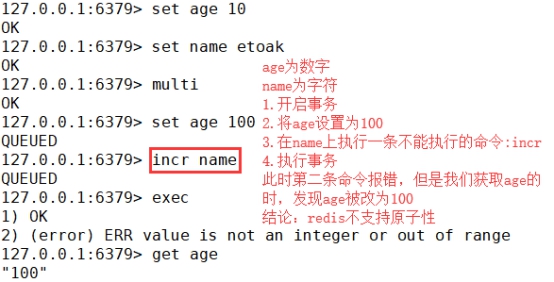 127.0.0.1:6379> set age 10
OK
127.0.0.1:6379> set name etoak
OK
127.0.0.1:6379> multi
OK
127.0.0.1:6379> set age 100
QUEUED
127.0.0.1:6379> incr name
QUEUED
127.0.0.1:6379> exec
1) OK
2) (error) ERR value is not an integer or out of range
127.0.0.1:6379> get age
"100"
age为数字
name为字符
1.开启事务
2.将age设置为100
3.在name上执行一条不能执行的命令:incr
4.执行事务
此时第二条命令报错，但是我们获取age的
时，发现age被改为100
结论：redis不支持原子性